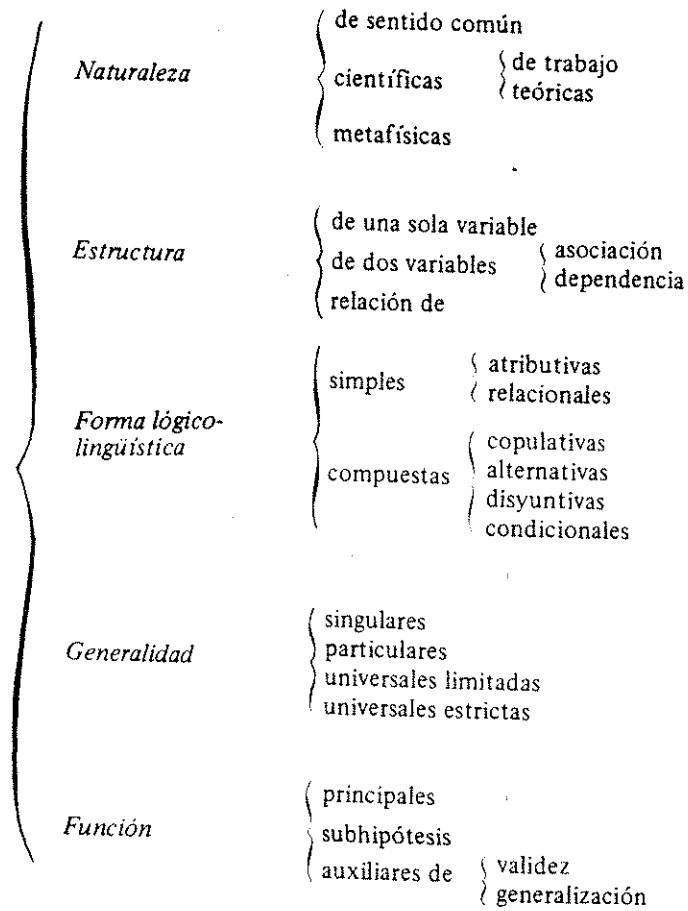 de sentido común
Naturaleza
científicas
de trabajo
teóricas
metafísicas
de una sola variable
Estructura
de dos variables
asociación
dependencia
relación de
simples
atributivas
relacionales
Forma lógico-
lingüística
compuestas
copulativas
alternativas
disyuntivas
condicionales
Generalidad
singulares
particulares
universales limitadas
universales estrictas
Función
principales
subhipótesis
auxiliares de
validez
generalización